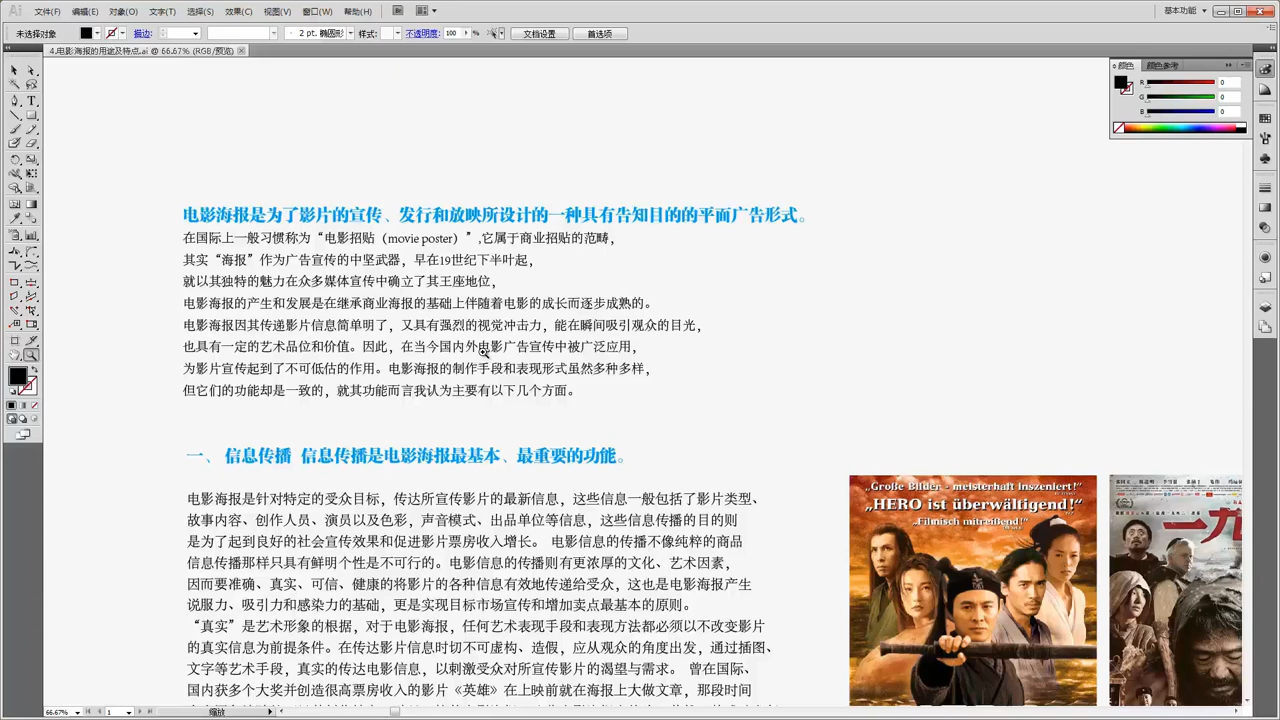 Ai 文件(F) 编辑(E) 对象(O) 文字(T) 选择(S) 效果(C) 视图(V) 窗口(W) 帮助(H) Br 基本功能
未选择对象 描边: 2 pt. 椭圆形 样式: 不透明度: 100 % 文档设置 首选项
4.电影海报的用途及特点.ai @ 66.67% (RGB/预览)
颜色 颜色参考
R 0
G 0
B 0
电影海报是为了影片的宣传、发行和放映所设计的一种具有告知目的的平面广告形式。
在国际上一般习惯称为“电影招贴（movie poster）”,它属于商业招贴的范畴，
其实“海报”作为广告宣传的中坚武器，早在19世纪下半叶起，
就以其独特的魅力在众多媒体宣传中确立了其王座地位，
电影海报的产生和发展是在继承商业海报的基础上伴随着电影的成长而逐步成熟的。
电影海报因其传递影片信息简单明了，又具有强烈的视觉冲击力，能在瞬间吸引观众的目光，
也具有一定的艺术品位和价值。因此，在当今国内外电影广告宣传中被广泛应用，
为影片宣传起到了不可低估的作用。电影海报的制作手段和表现形式虽然多种多样，
但它们的功能却是一致的，就其功能而言我认为主要有以下几个方面。
一、 信息传播 信息传播是电影海报最基本、最重要的功能。
电影海报是针对特定的受众目标，传达所宣传影片的最新信息，这些信息一般包括了影片类型、
故事内容、创作人员、演员以及色彩，声音模式、出品单位等信息，这些信息传播的目的则
是为了起到良好的社会宣传效果和促进影片票房收入增长。 电影信息的传播不像纯粹的商品
信息传播那样只具有鲜明个性是不可行的。电影信息的传播则有更浓厚的文化、艺术因素，
因而要准确、真实、可信、健康的将影片的各种信息有效地传递给受众，这也是电影海报产生
说服力、吸引力和感染力的基础，更是实现目标市场宣传和增加卖点最基本的原则。
“真实”是艺术形象的根据，对于电影海报，任何艺术表现手段和表现方法都必须以不改变影片
的真实信息为前提条件。在传达影片信息时切不可虚构、造假，应从观众的角度出发，通过插图、
文字等艺术手段，真实的传达电影信息，以刺激受众对所宣传影片的渴望与需求。 曾在国际、
国内获多个大奖并创造很高票房收入的影片《英雄》在上映前就在海报上大做文章，那段时间
„Große Bilder - meisterhaft inszeniert!“
„HERO ist überwältigend!“
„Filmisch mitreißend!“
一九
66.67% 1 缩放